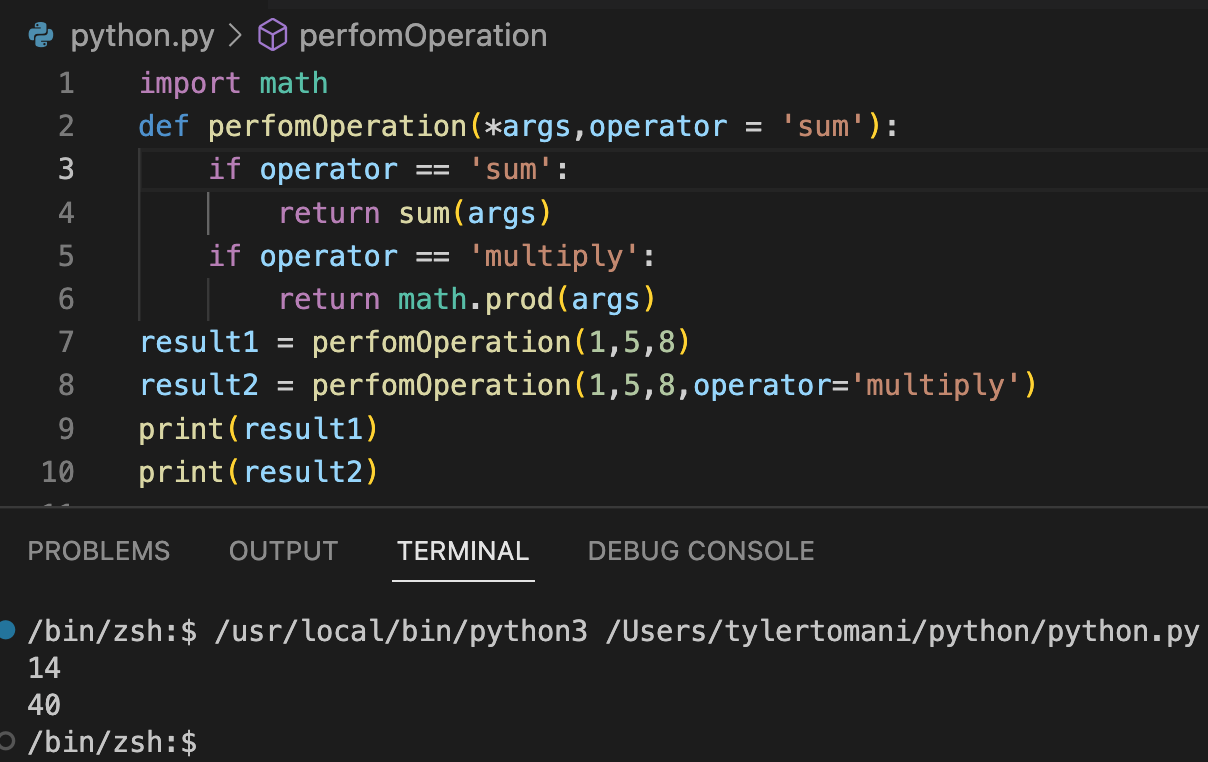 python.py > perfomOperation
1 import math
2 def perfomOperation(*args,operator = 'sum'):
3     if operator == 'sum':
4         return sum(args)
5     if operator == 'multiply':
6         return math.prod(args)
7 result1 = perfomOperation(1,5,8)
8 result2 = perfomOperation(1,5,8,operator='multiply')
9 print(result1)
10 print(result2)
PROBLEMS OUTPUT TERMINAL DEBUG CONSOLE
/bin/zsh:$ /usr/local/bin/python3 /Users/tylertomani/python/python.py
14
40
/bin/zsh:$